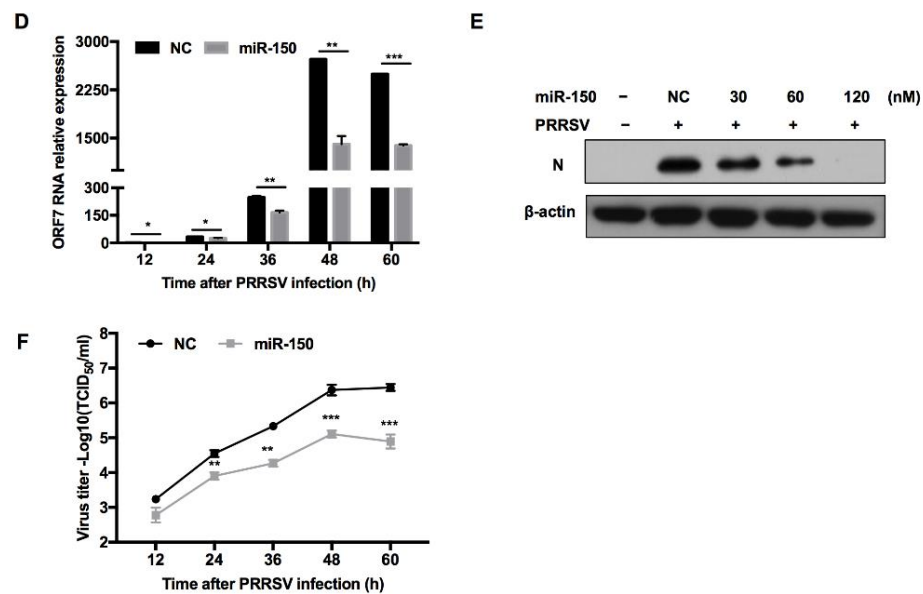 D
NC miR-150
ORF7 RNA relative expression
3000
2250
1500
300
150
0
* * ** ** ***
12 24 36 48 60
Time after PRRSV infection (h)
E
miR-150 – NC 30 60 120 (nM)
PRRSV – + + + +
N
β-actin
F
NC miR-150
Virus titer -Log10(TCID50/ml)
8
7
6
5
4
3
2
** ** *** ***
12 24 36 48 60
Time after PRRSV infection (h)